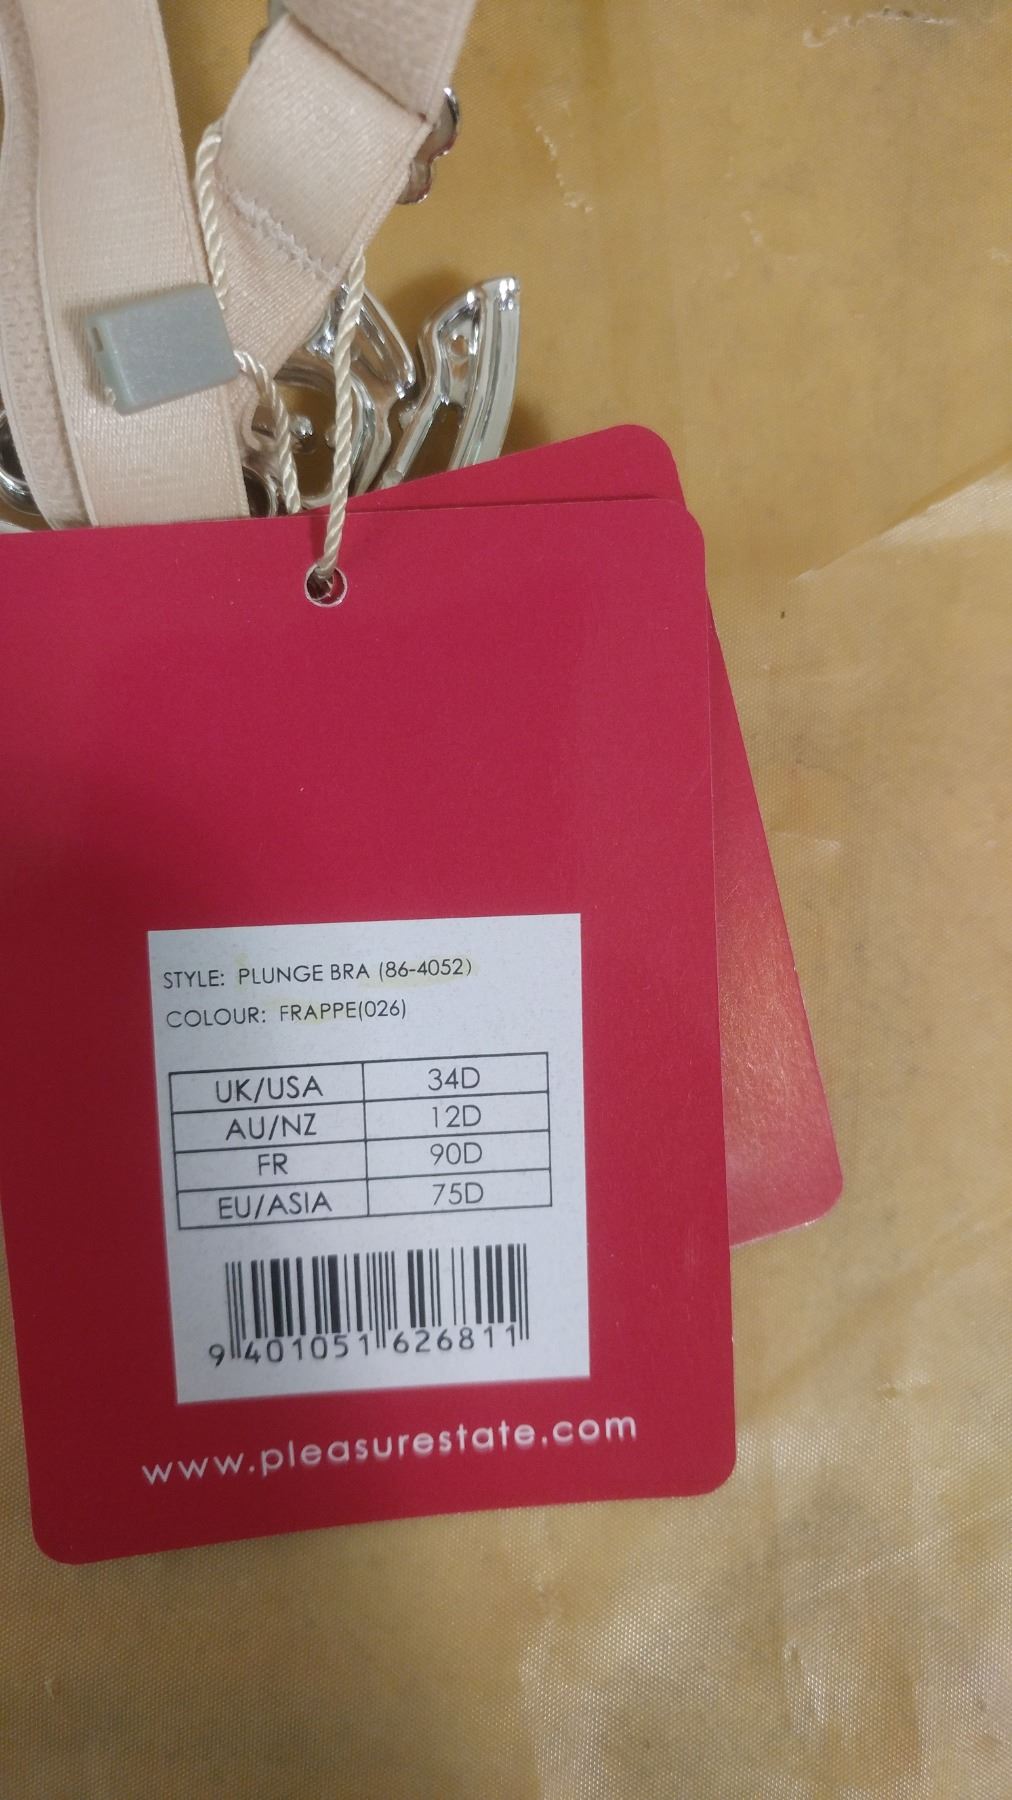 STYLE: PLUNGE BRA (86-4052)
COLOUR: FRAPPE(026)
UK/USA 34D
AU/NZ 12D
FR 90D
EU/ASIA 75D
9 401051 626811
www.pleasurestate.com